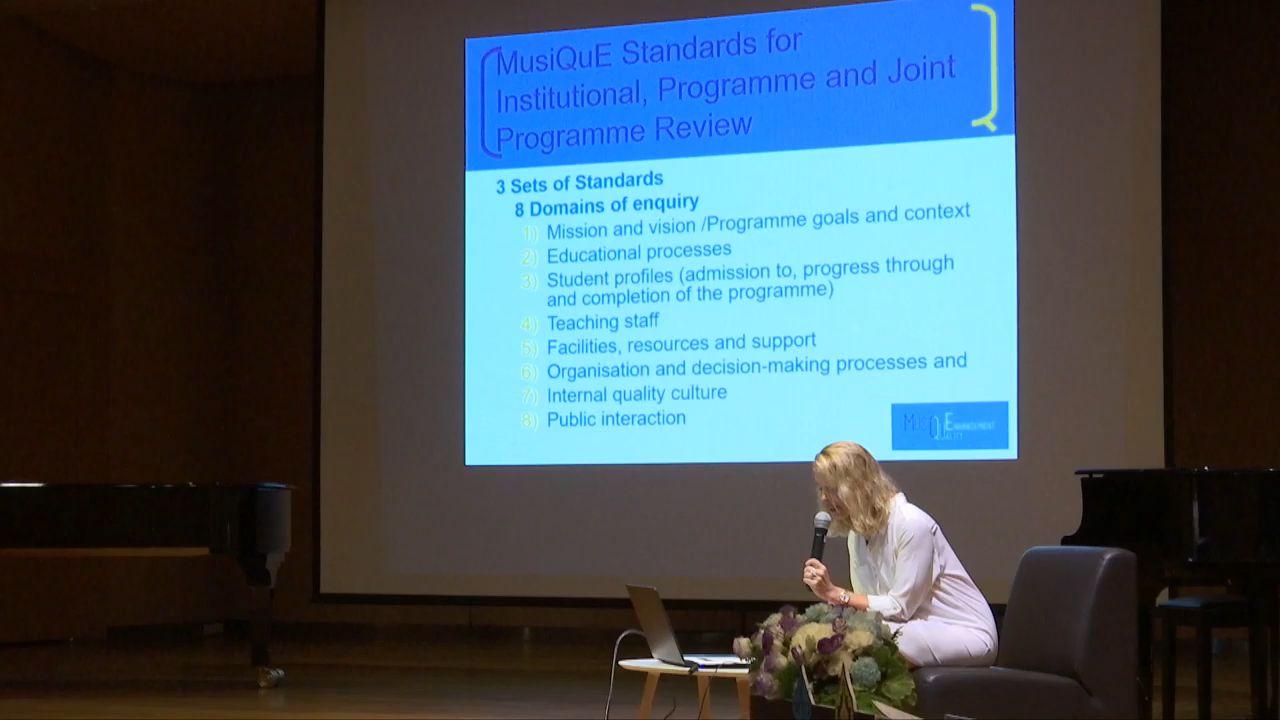 MusiQuE Standards for
Institutional, Programme and Joint
Programme Review
3 Sets of Standards
8 Domains of enquiry
1) Mission and vision /Programme goals and context
2) Educational processes
3) Student profiles (admission to, progress through
and completion of the programme)
4) Teaching staff
5) Facilities, resources and support
6) Organisation and decision-making processes and
7) Internal quality culture
8) Public interaction
MusiQuE
Enhancement
Quality